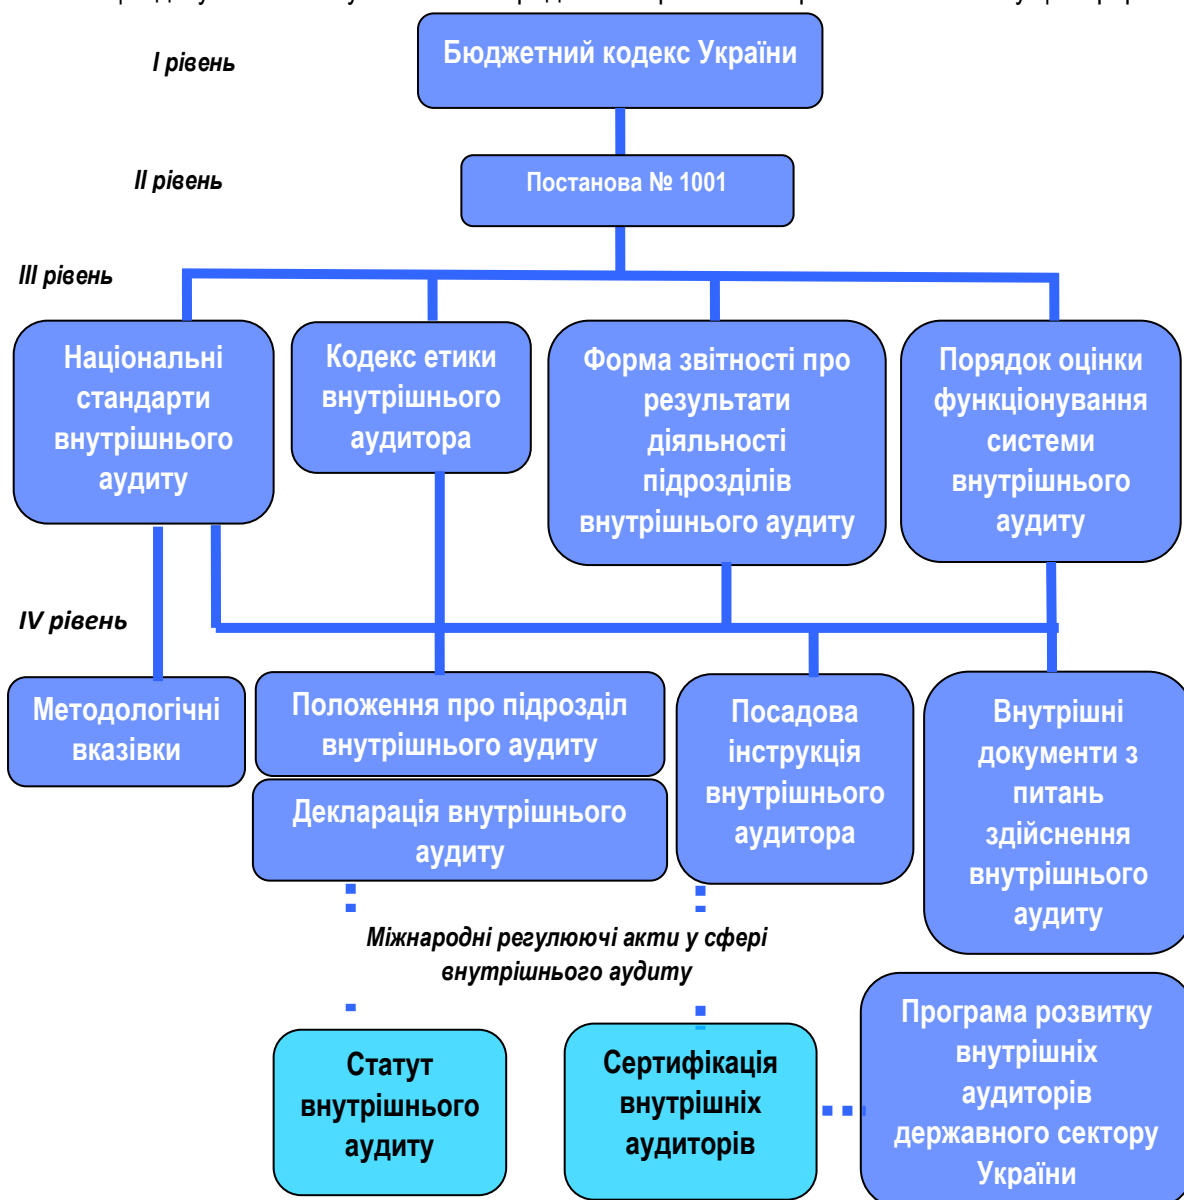 I рівень
Бюджетний кодекс України
II рівень
Постанова № 1001
III рівень
Національні
стандарти
внутрішнього
аудиту
Кодекс етики
внутрішнього
аудитора
Форма звітності про
результати
діяльності
підрозділів
внутрішнього аудиту
Порядок оцінки
функціонування
системи
внутрішнього
аудиту
IV рівень
Методологічні
вказівки
Положення про підрозділ
внутрішнього аудиту
Декларація внутрішнього
аудиту
Посадова
інструкція
внутрішнього
аудитора
Внутрішні
документи з
питань
здійснення
внутрішнього
аудиту
Міжнародні регулюючі акти у сфері
внутрішнього аудиту
Статут
внутрішнього
аудиту
Сертифікація
внутрішніх
аудиторів
Програма розвитку
внутрішніх
аудиторів
державного сектору
України